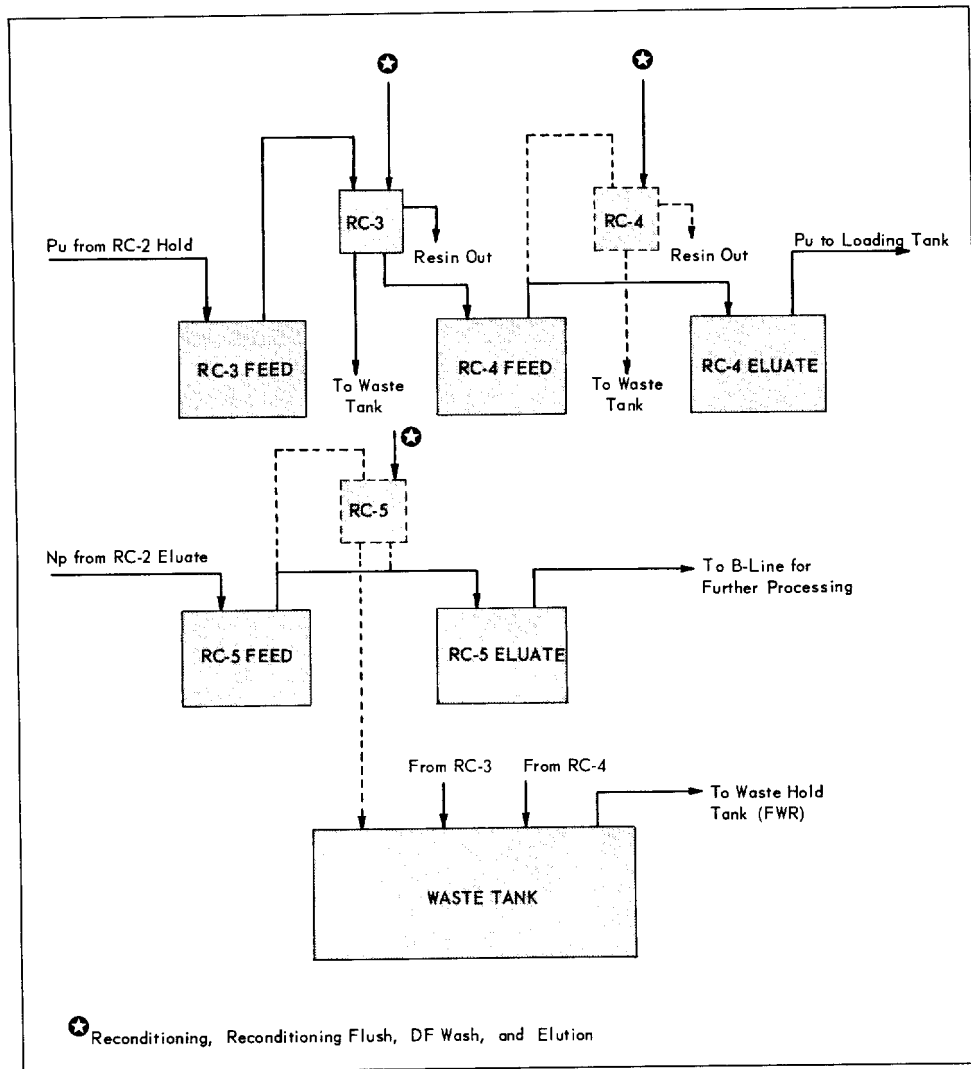 RC-3
RC-4
Pu from RC-2 Hold
Resin Out
Resin Out
Pu to Loading Tank
RC-3 FEED
To Waste
Tank
RC-4 FEED
To Waste
Tank
RC-4 ELUATE
RC-5
Np from RC-2 Eluate
To B-Line for
Further Processing
RC-5 FEED
RC-5 ELUATE
From RC-3
From RC-4
To Waste Hold
Tank (FWR)
WASTE TANK
Reconditioning, Reconditioning Flush, DF Wash, and Elution